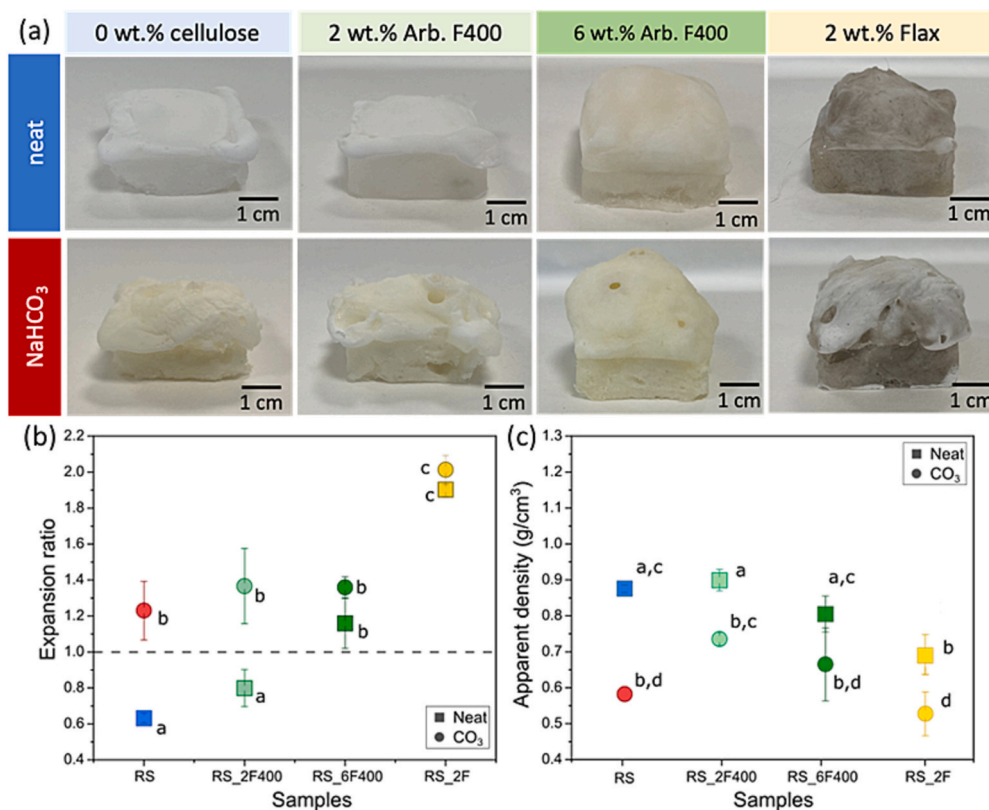 (a)
0 wt.% cellulose
2 wt.% Arb. F400
6 wt.% Arb. F400
2 wt.% Flax
neat
1 cm
1 cm
1 cm
1 cm
NaHCO₃
1 cm
1 cm
1 cm
1 cm
(b)
Expansion ratio
2.2
2.0
1.8
1.6
1.4
1.2
1.0
0.8
0.6
0.4
b
a
b
a
b
b
c
c
Neat
CO₃
RS
RS_2F400
RS_6F400
RS_2F
Samples
(c)
Apparent density (g/cm³)
1.3
1.2
1.1
1.0
0.9
0.8
0.7
0.6
0.5
0.4
Neat
CO₃
a,c
b,d
a
b,c
a,c
b,d
b
d
RS
RS_2F400
RS_6F400
RS_2F
Samples